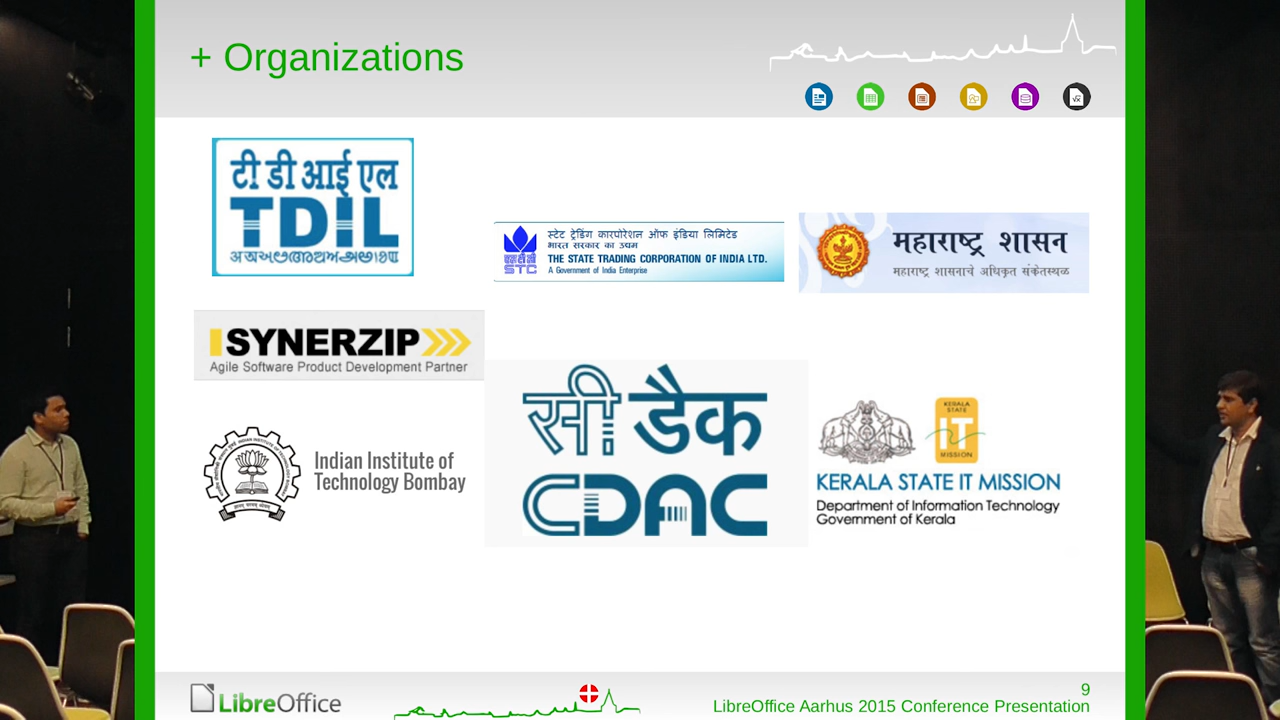 + Organizations
टी डी आई एल
TDIL
स्टेट ट्रेडिंग कारपोरेशन ऑफ इंडिया लिमिटेड
भारत सरकार का उद्यम
THE STATE TRADING CORPORATION OF INDIA LTD.
A Government of India Enterprise
STC
महाराष्ट्र शासन
महाराष्ट्र शासनाचे अधिकृत संकेतस्थळ
SYNERZIP
Agile Software Product Development Partner
Indian Institute of
Technology Bombay
सी डैक
CDAC
KERALA
STATE
IT
MISSION
KERALA STATE IT MISSION
Department of Information Technology
Government of Kerala
LibreOffice
9
LibreOffice Aarhus 2015 Conference Presentation